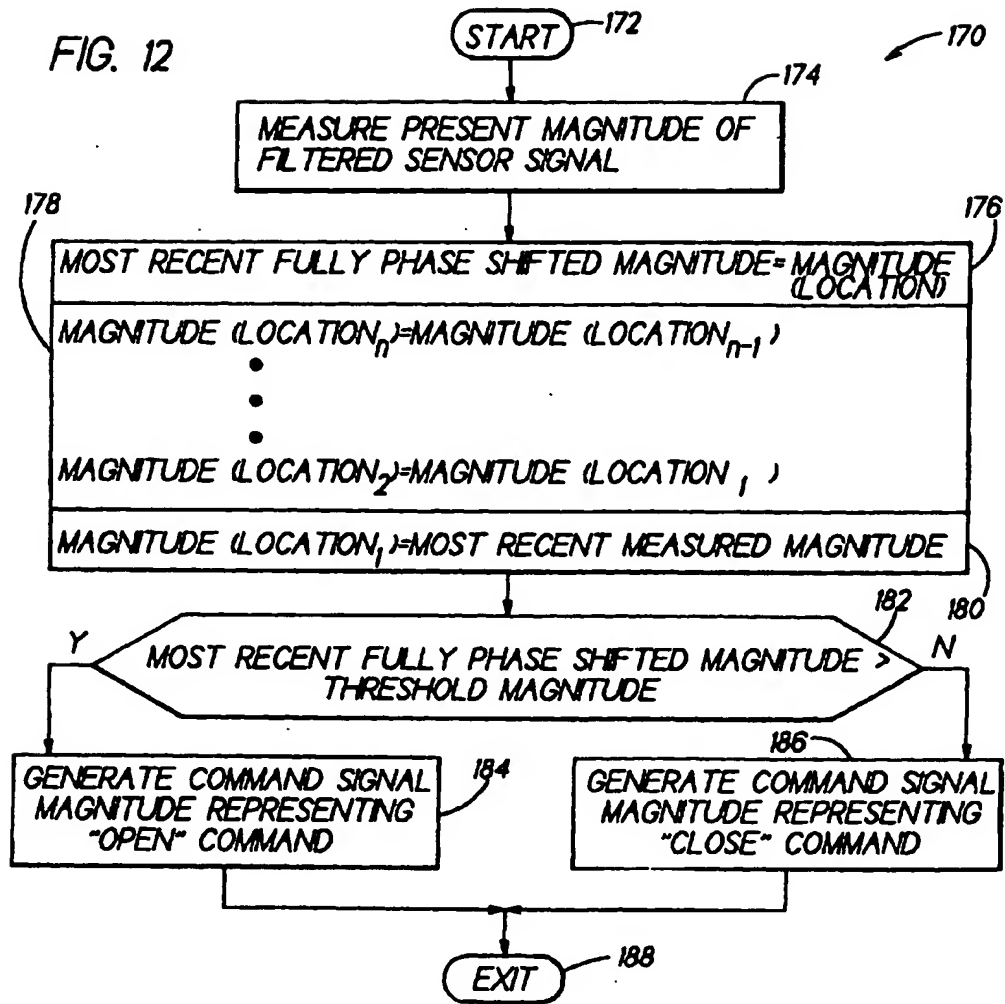 FIG. 12
START
172
170
174
MEASURE PRESENT MAGNITUDE OF
FILTERED SENSOR SIGNAL
178
176
MOST RECENT FULLY PHASE SHIFTED MAGNITUDE=MAGNITUDE
(LOCATION)
MAGNITUDE (LOCATIONn)=MAGNITUDE (LOCATIONn-1)
MAGNITUDE (LOCATION2)=MAGNITUDE (LOCATION 1 )
MAGNITUDE (LOCATION1)=MOST RECENT MEASURED MAGNITUDE
180
182
Y
N
MOST RECENT FULLY PHASE SHIFTED MAGNITUDE >
THRESHOLD MAGNITUDE
184
186
GENERATE COMMAND SIGNAL
MAGNITUDE REPRESENTING
"OPEN" COMMAND
GENERATE COMMAND SIGNAL
MAGNITUDE REPRESENTING
"CLOSE" COMMAND
EXIT
188